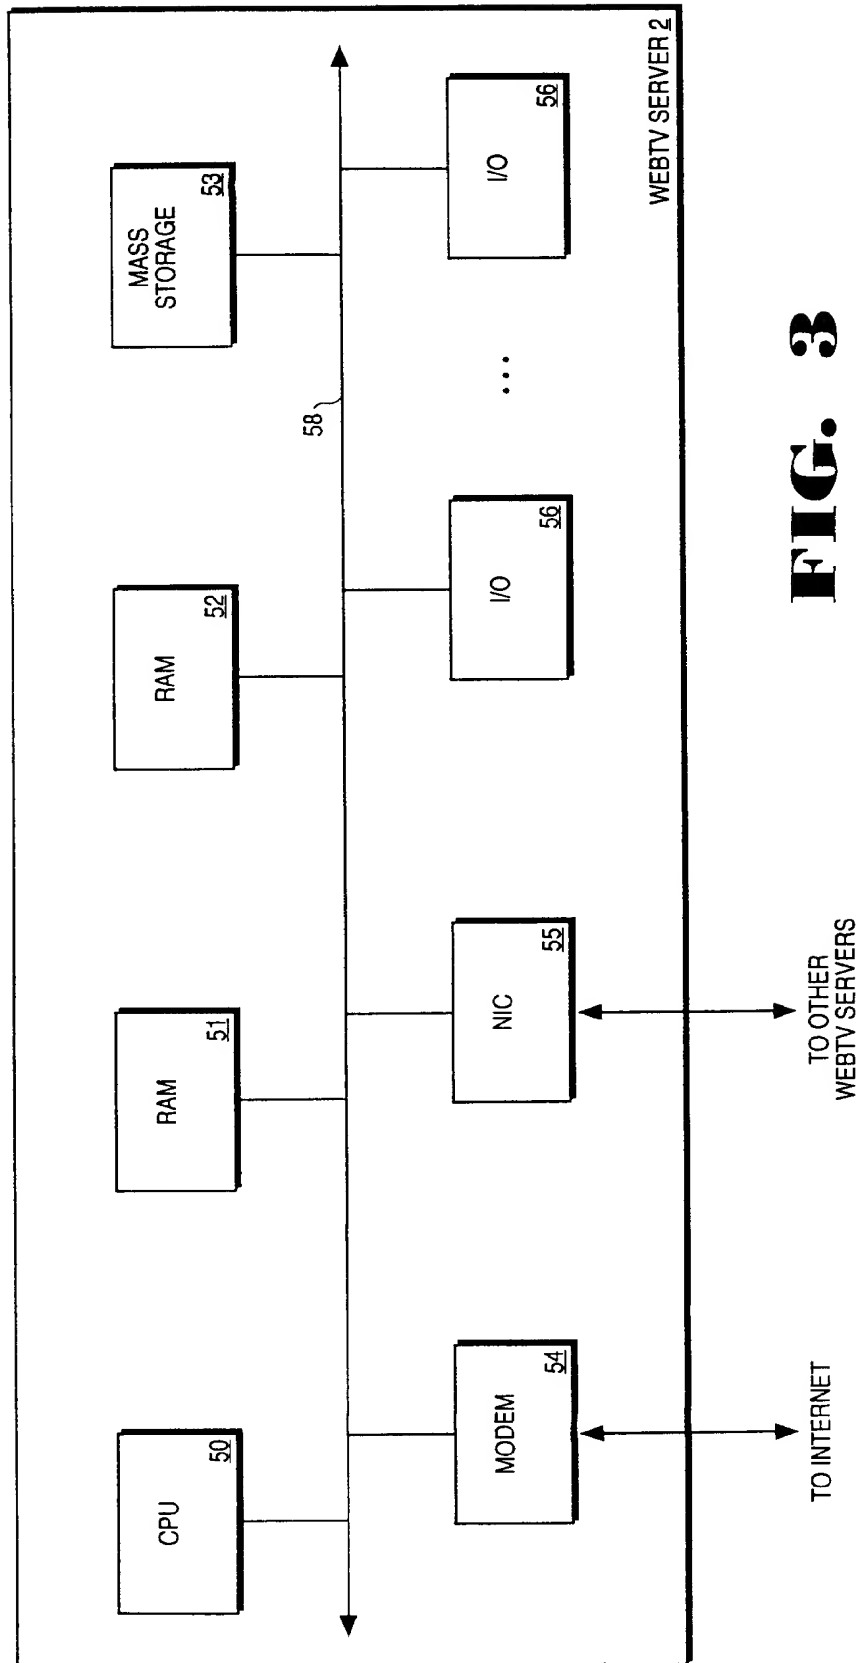 CPU
50
RAM
51
RAM
52
MASS
STORAGE
53
58
MODEM
54
NIC
55
I/O
56
...
I/O
56
WEBTV SERVER 2
TO INTERNET
TO OTHER
WEBTV SERVERS
FIG. 3